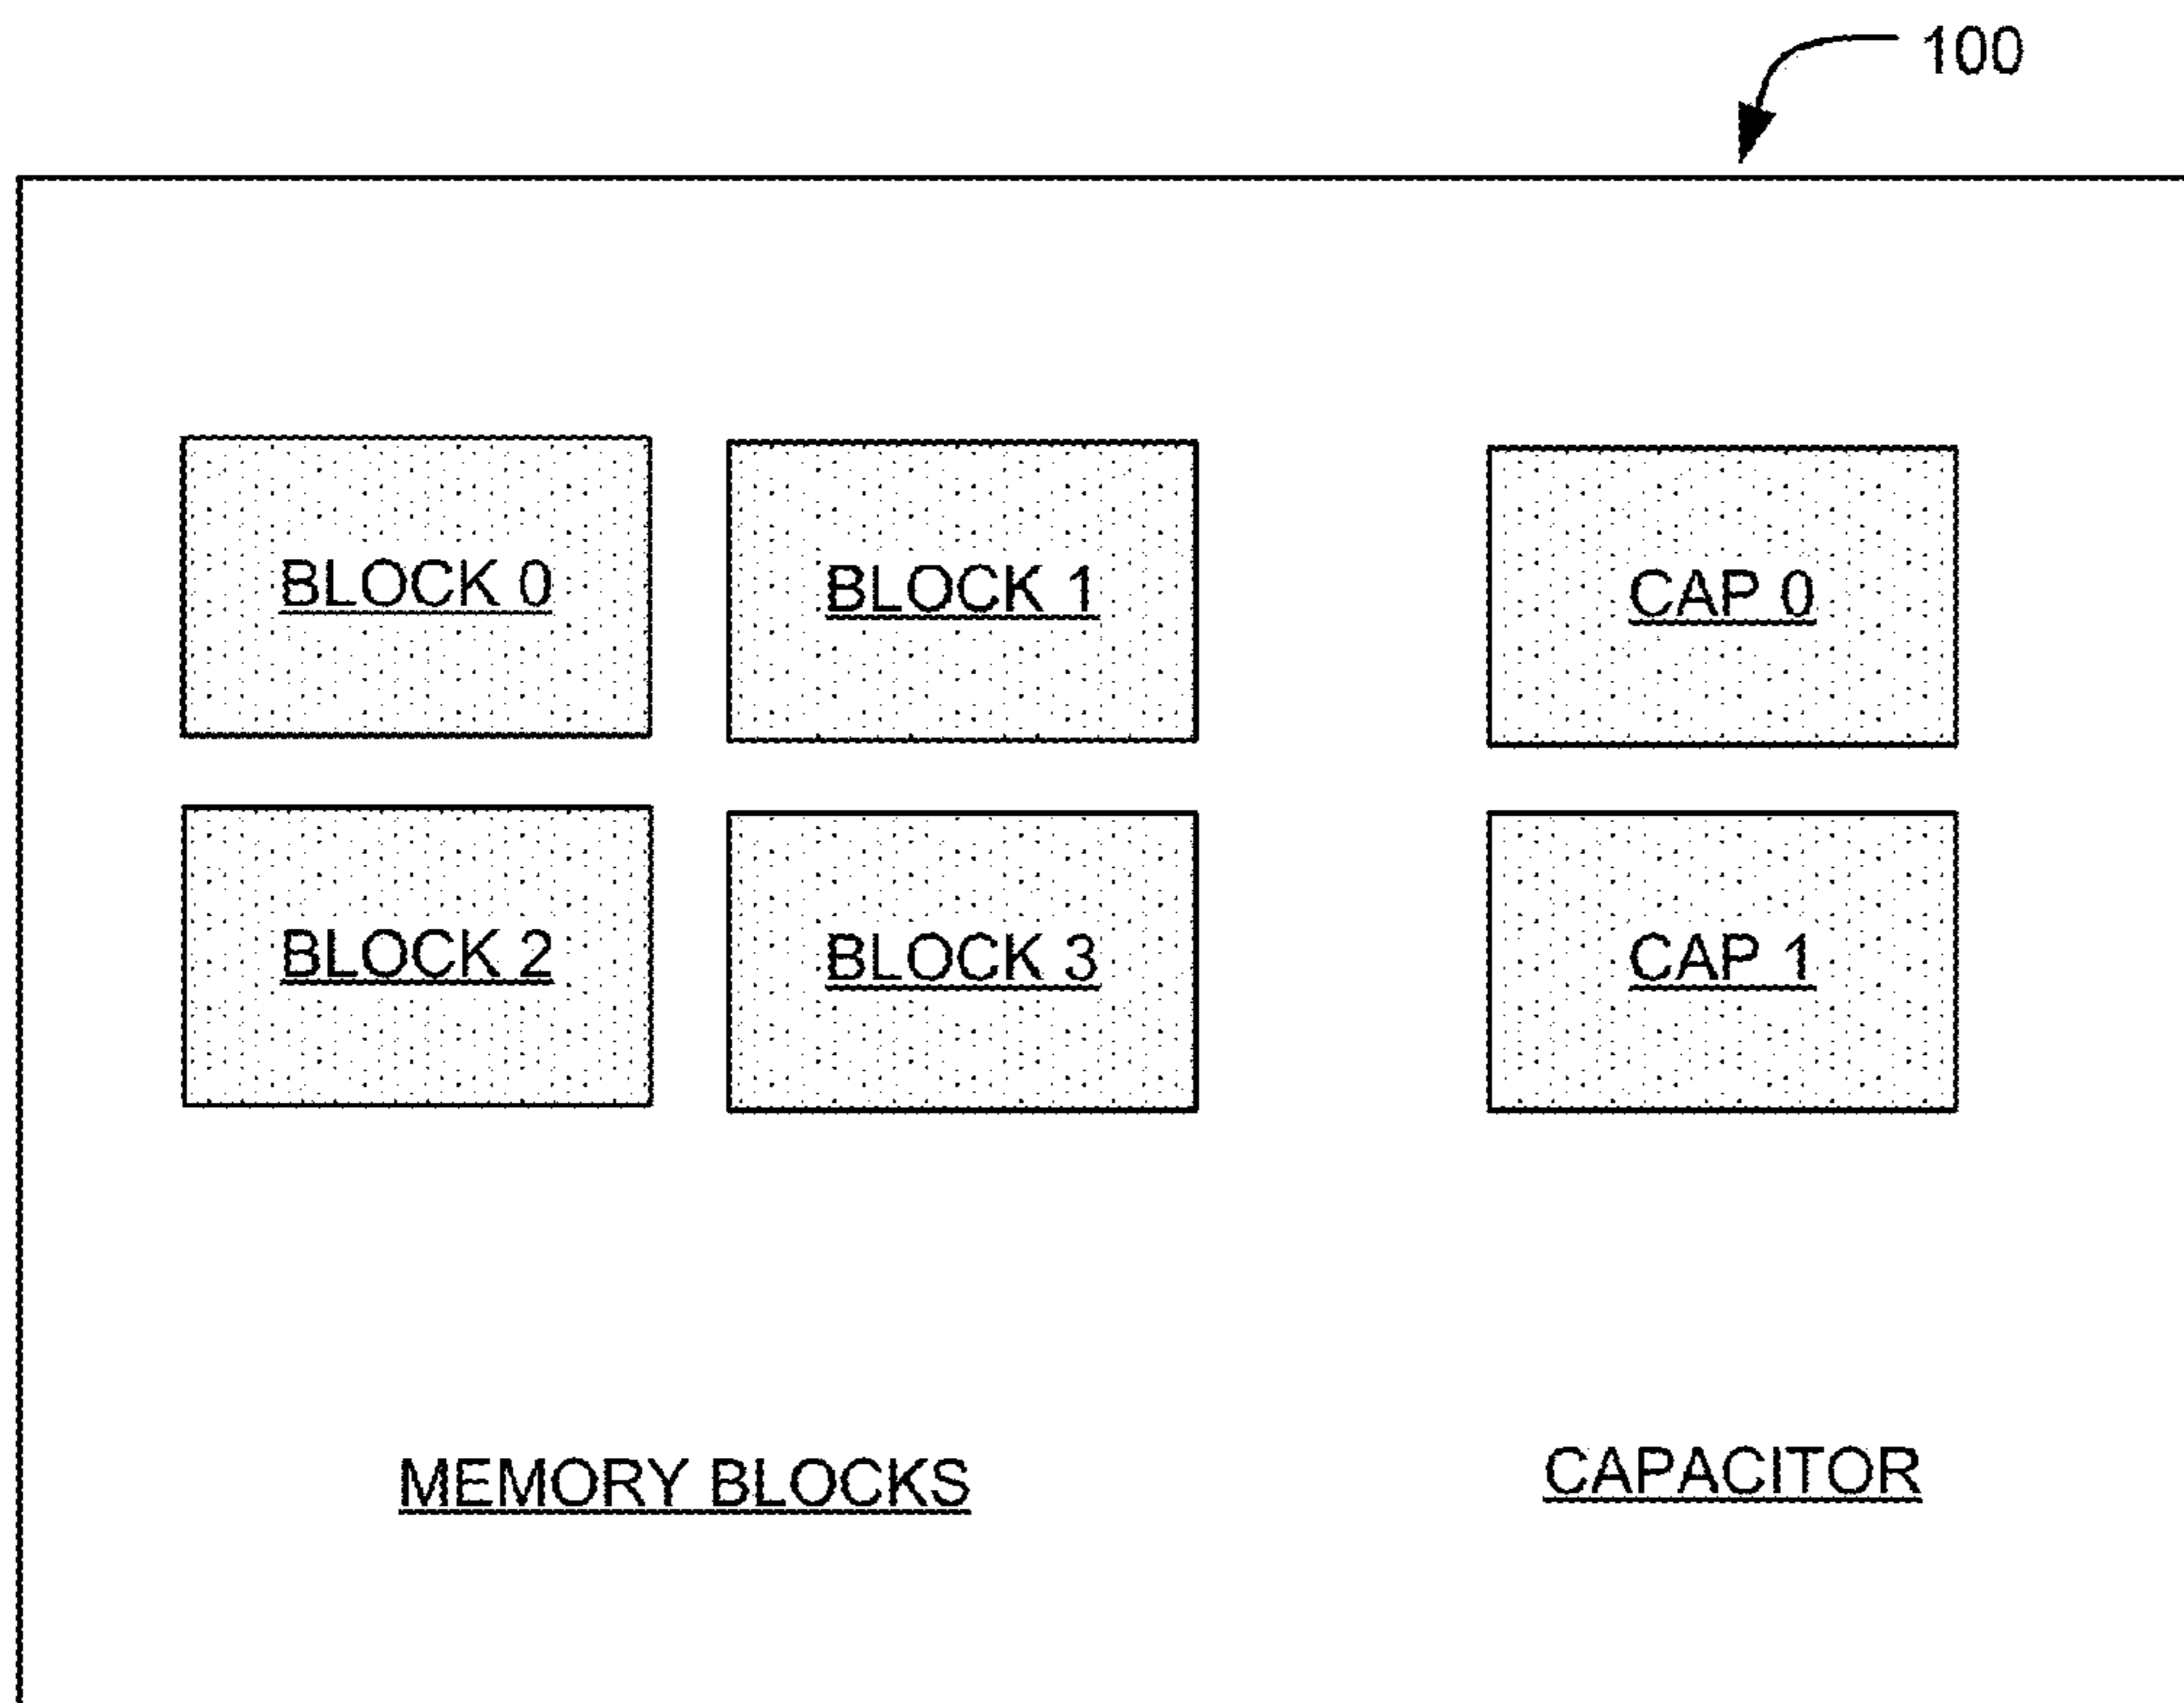 100
BLOCK 0
BLOCK 1
CAP 0
BLOCK 2
BLOCK 3
CAP 1
MEMORY BLOCKS
CAPACITOR